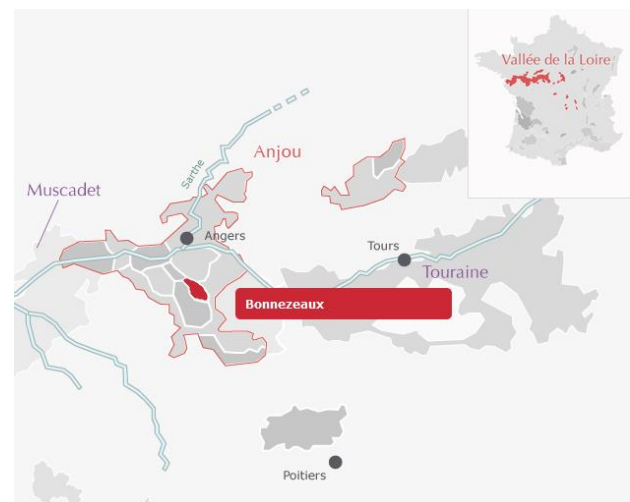 Vallée de la Loire
Sarthe
Anjou
Muscadet
Angers
Tours
Touraine
Bonnezeaux
Poitiers